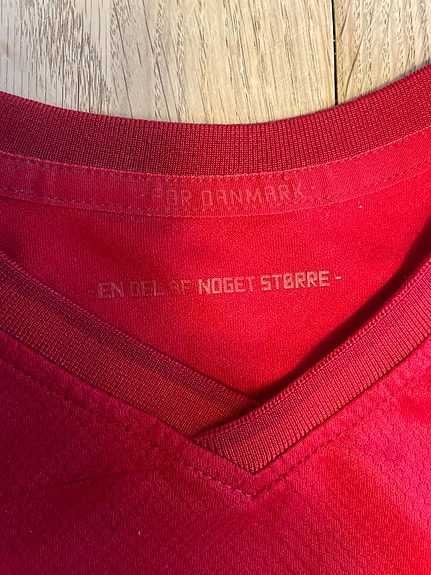 FOR DANMARK
- EN DEL AF NOGET STØRRE -